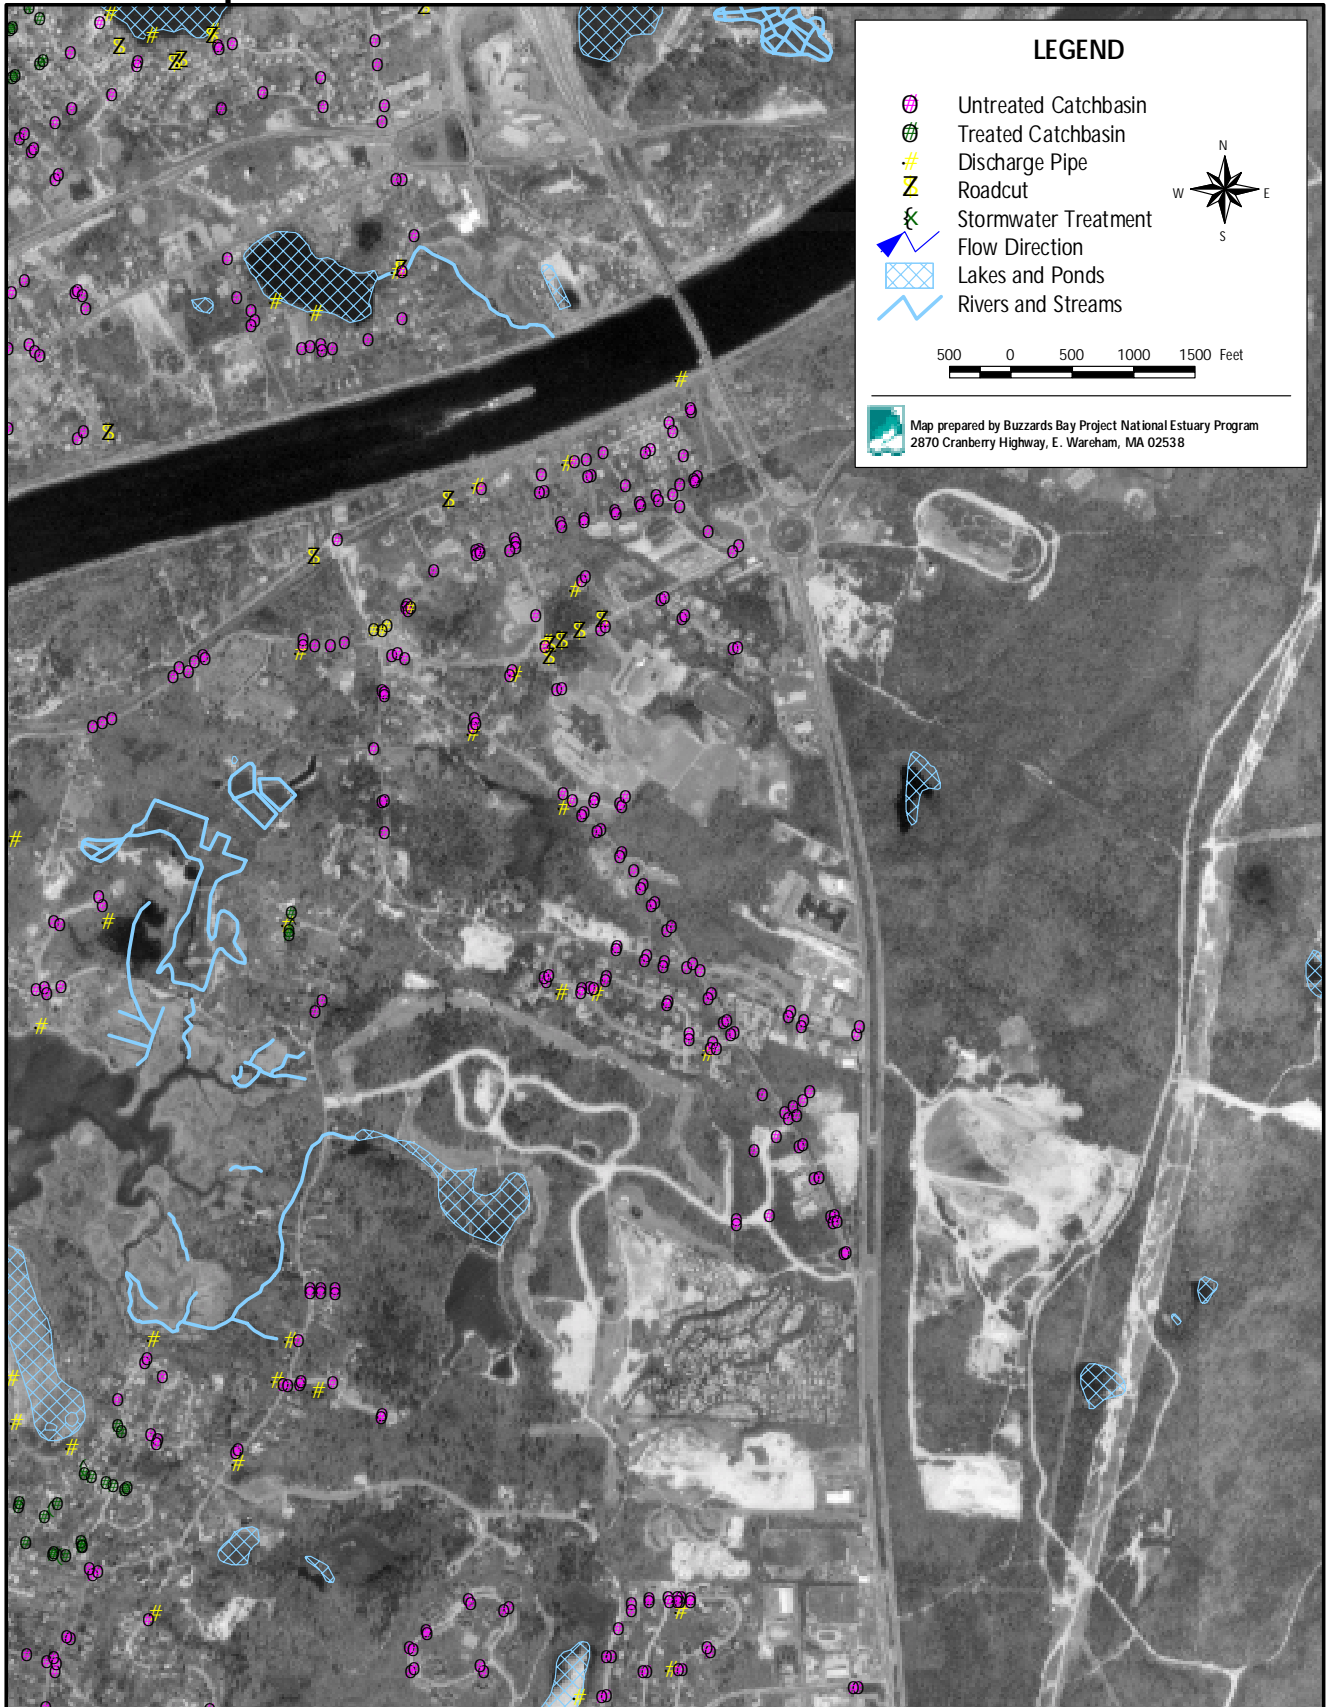 LEGEND
Untreated Catchbasin
Treated Catchbasin
Discharge Pipe
Roadcut
Stormwater Treatment
Flow Direction
Lakes and Ponds
Rivers and Streams
N
W E
S
500 0 500 1000 1500 Feet
Map prepared by Buzzards Bay Project National Estuary Program
2870 Cranberry Highway, E. Wareham, MA 02538